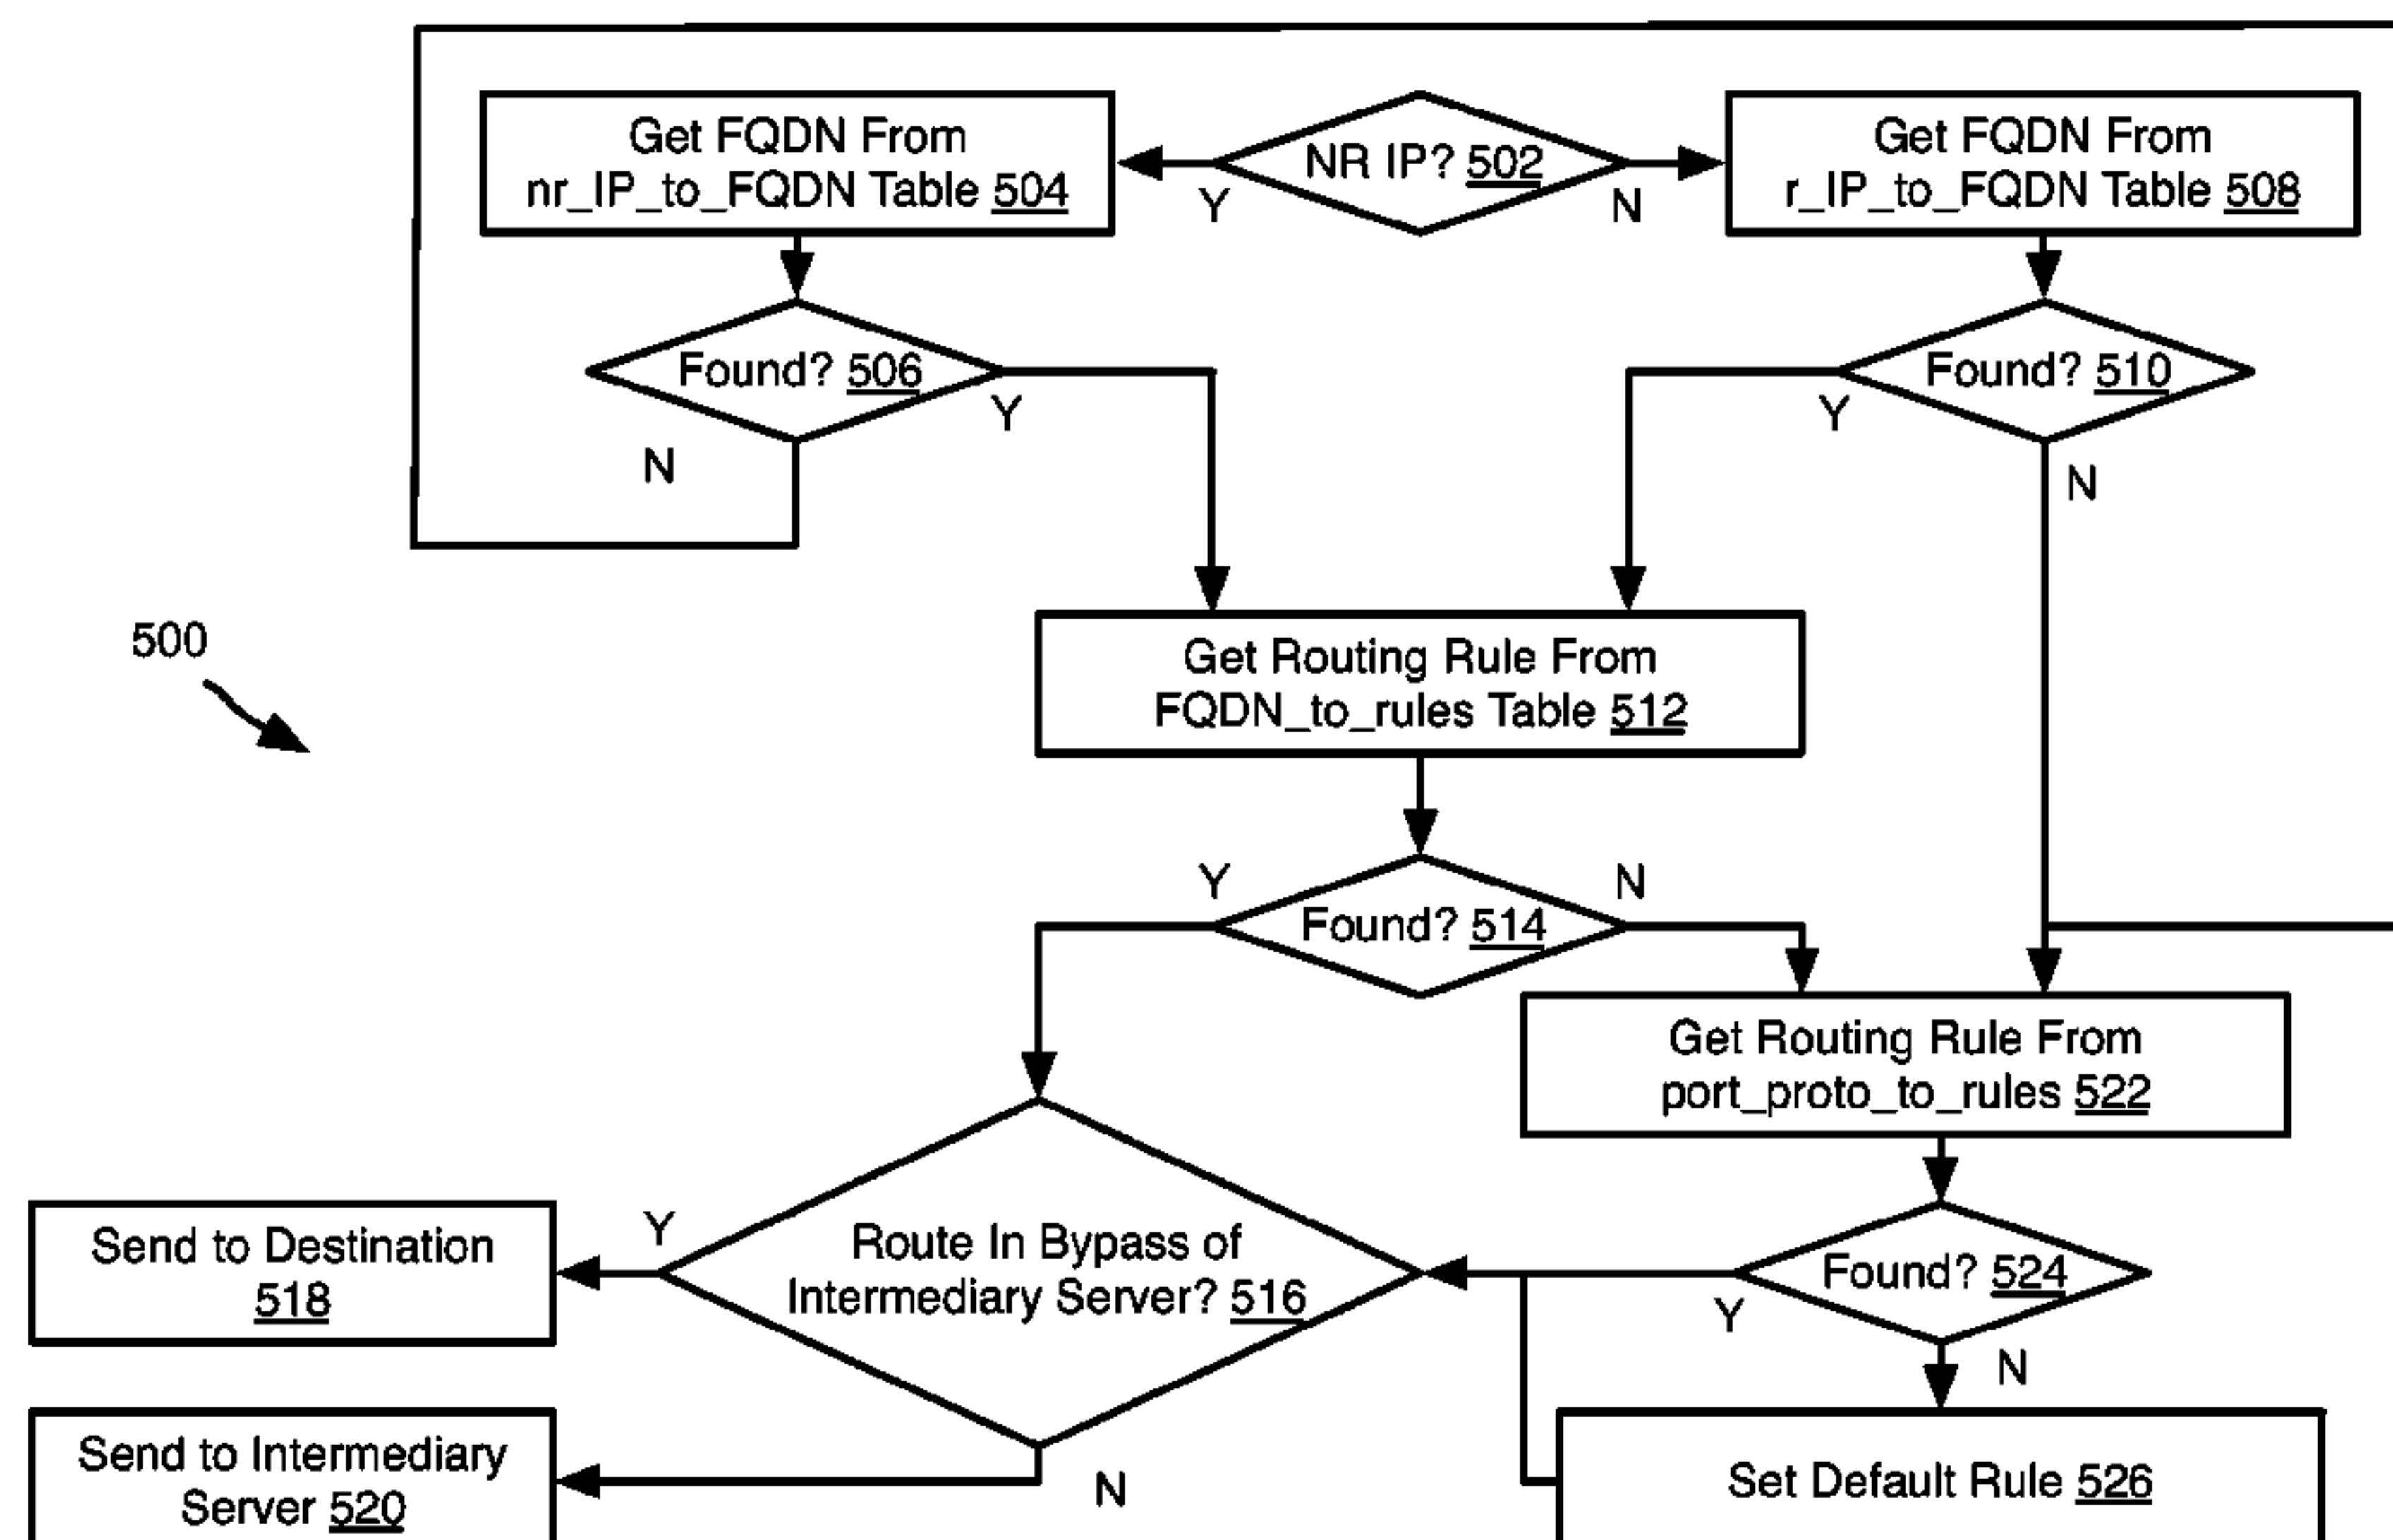 Get FQDN From
nr_IP_to_FQDN Table 504
NR IP? 502
Y
N
Get FQDN From
r_IP_to_FQDN Table 508
Found? 506
Y
N
Found? 510
Y
N
500
Get Routing Rule From
FQDN_to_rules Table 512
Y
N
Found? 514
Get Routing Rule From
port_proto_to_rules 522
Send to Destination
518
Y
Route In Bypass of
Intermediary Server? 516
N
Found? 524
Y
N
Send to Intermediary
Server 520
Set Default Rule 526